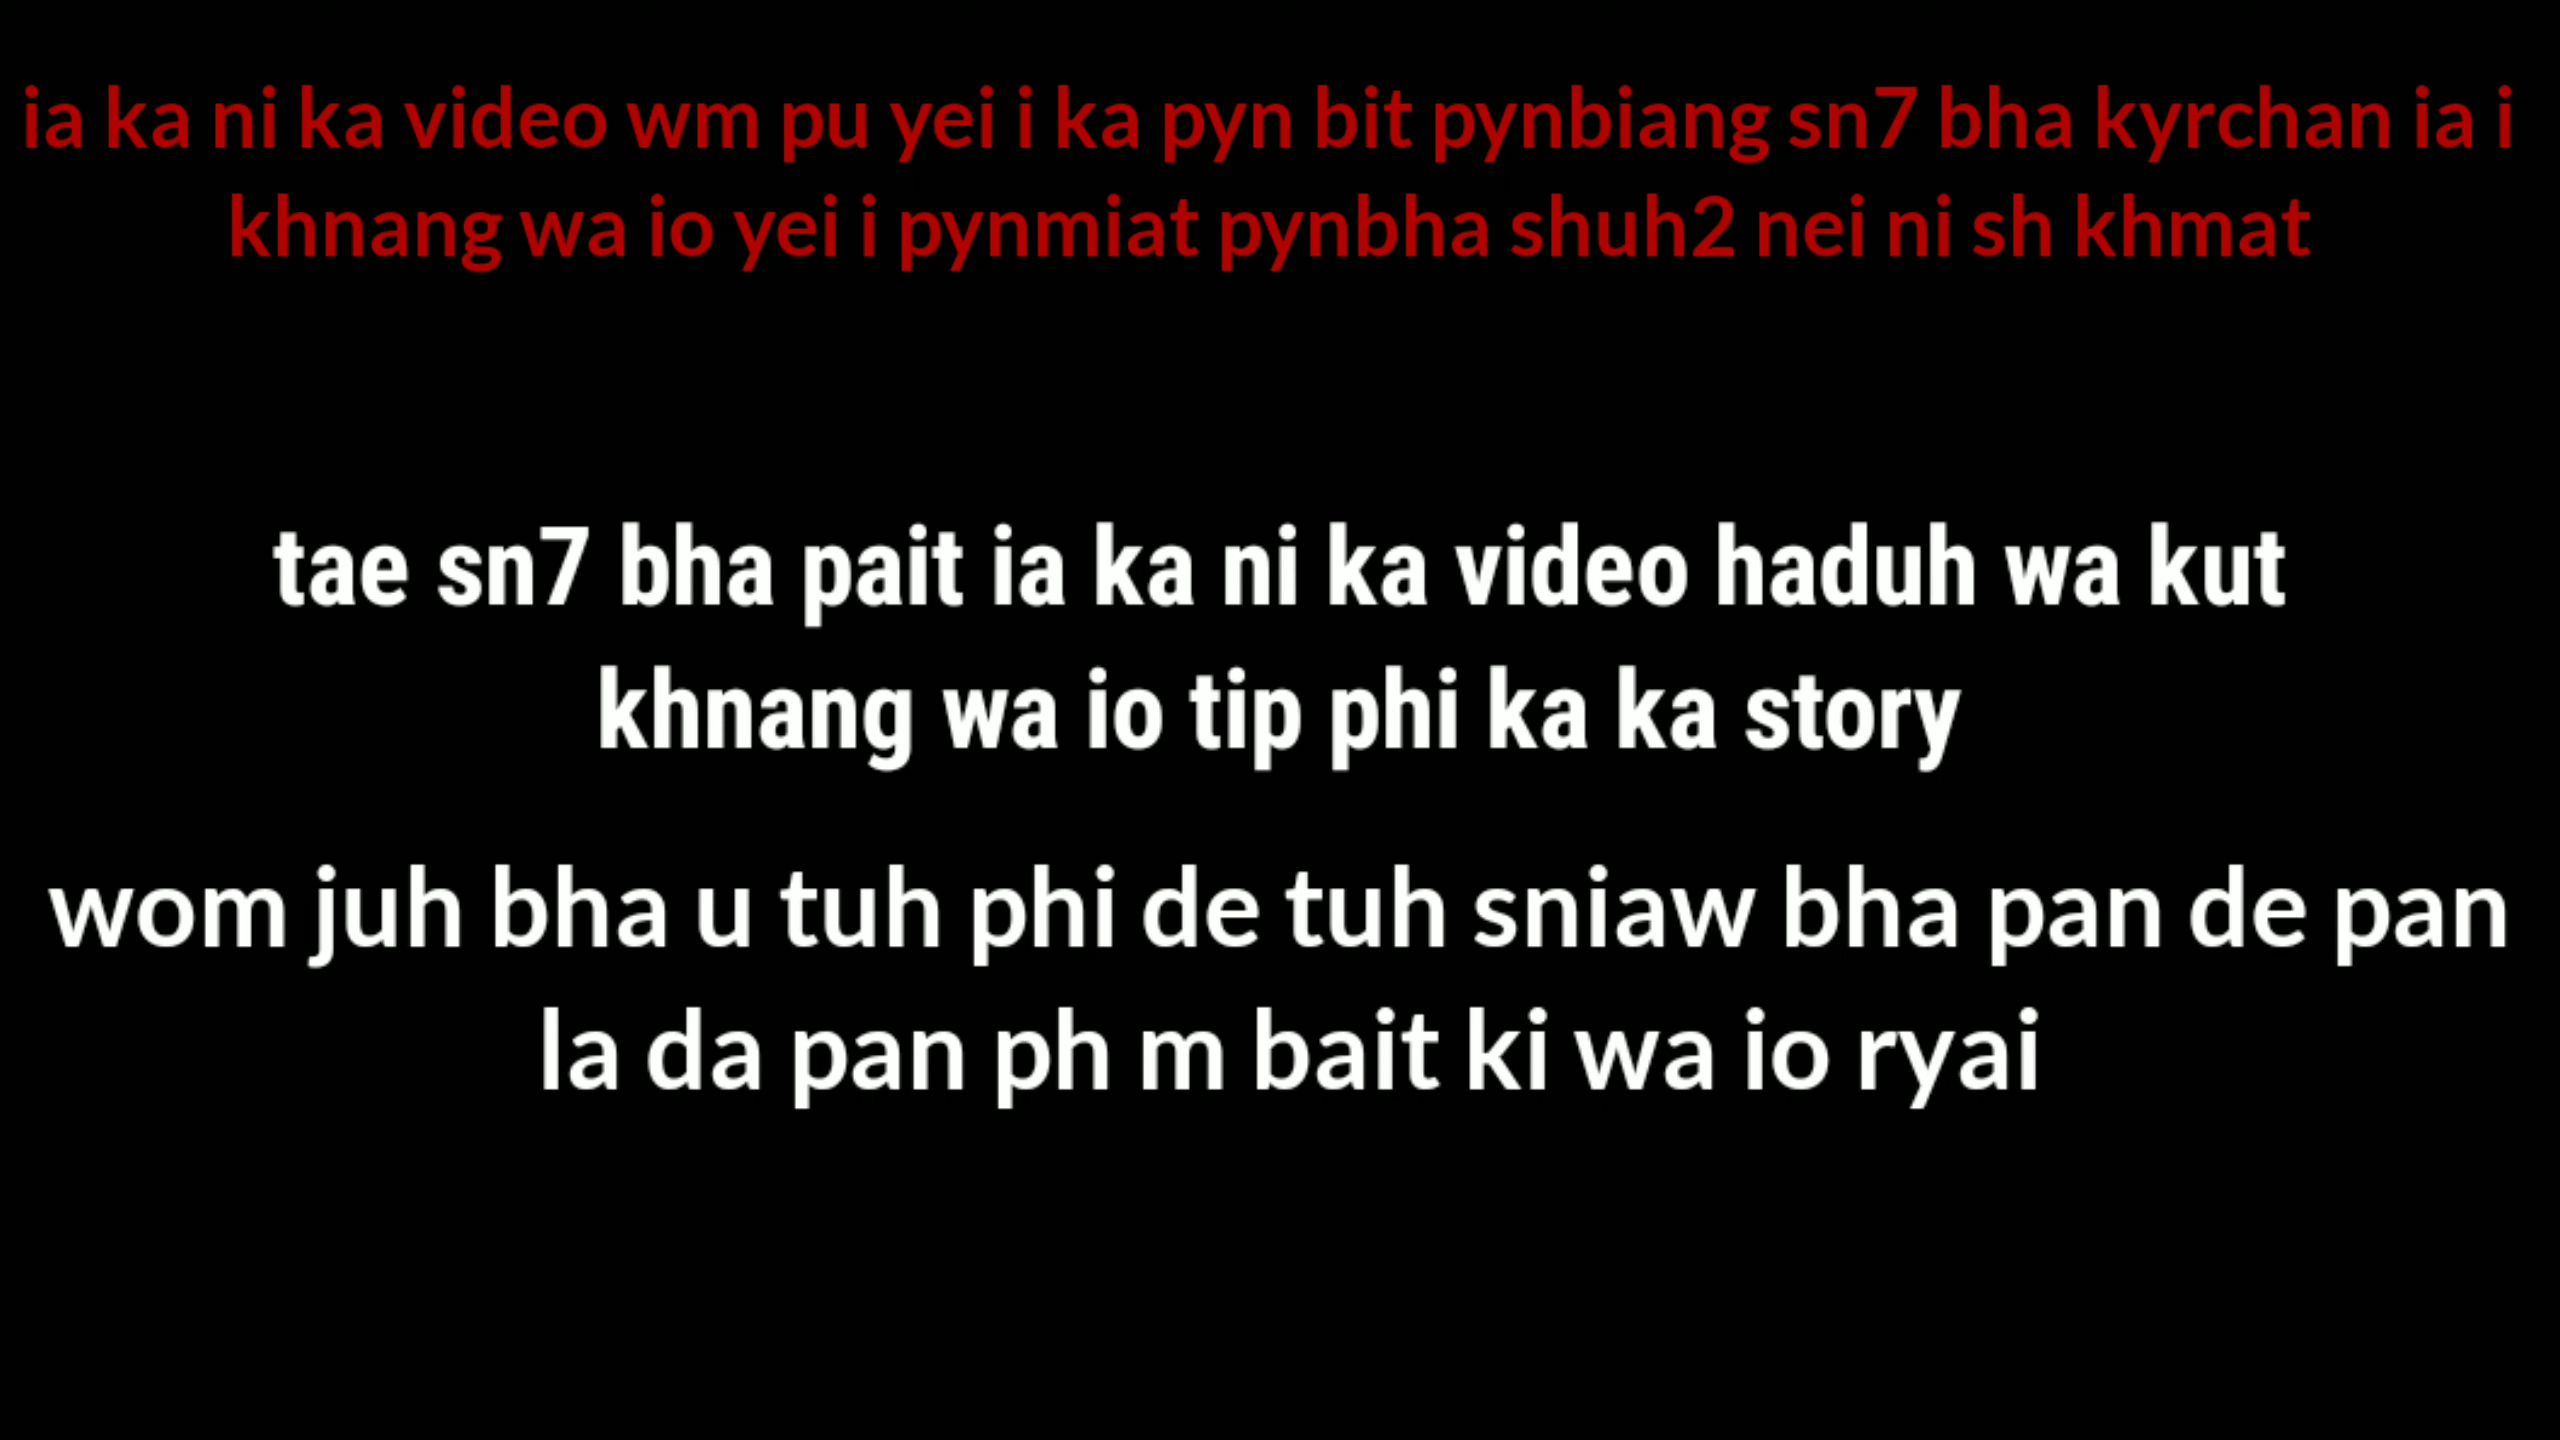 ia ka ni ka video wm pu yei i ka pyn bit pynbiang sn7 bha kyrchan ia i
khnang wa io yei i pynmiat pynbha shuh2 nei ni sh khmat
tae sn7 bha pait ia ka ni ka video haduh wa kut
khnang wa io tip phi ka ka story
wom juh bha u tuh phi de tuh sniaw bha pan de pan
la da pan ph m bait ki wa io ryai